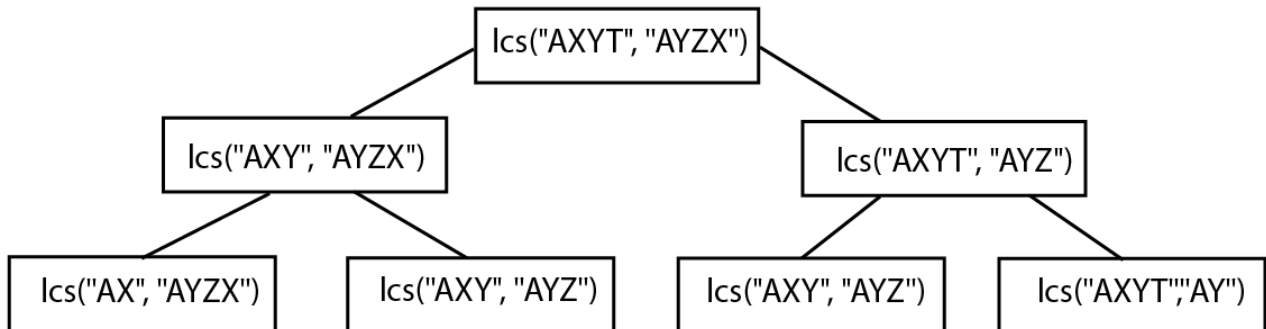 lcs("AXYT", "AYZX")
lcs("AXY", "AYZX")
lcs("AXYT", "AYZ")
lcs("AX", "AYZX")
lcs("AXY", "AYZ")
lcs("AXY", "AYZ")
lcs("AXYT","AY")